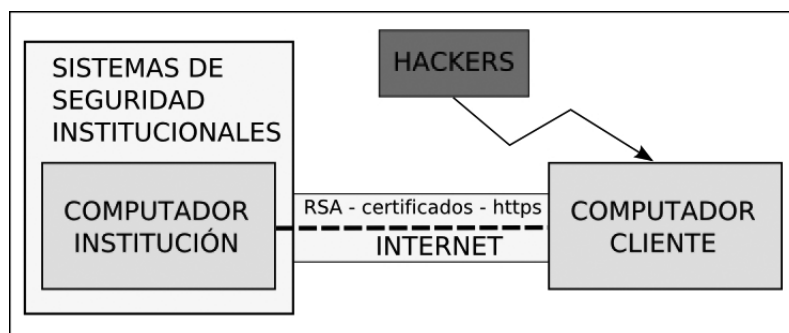 SISTEMAS DE
SEGURIDAD
INSTITUCIONALES
COMPUTADOR
INSTITUCIÓN
HACKERS
RSA - certificados - https
INTERNET
COMPUTADOR
CLIENTE